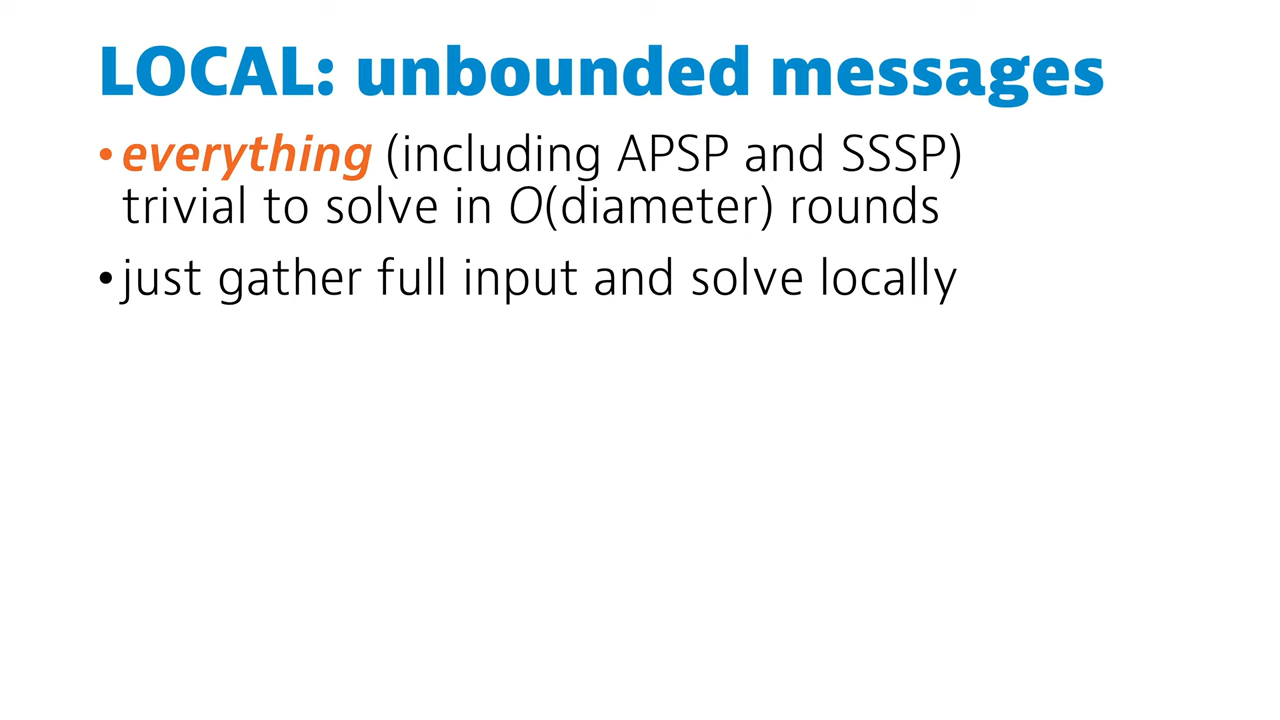 LOCAL: unbounded messages
• everything (including APSP and SSSP)
trivial to solve in O(diameter) rounds
• just gather full input and solve locally